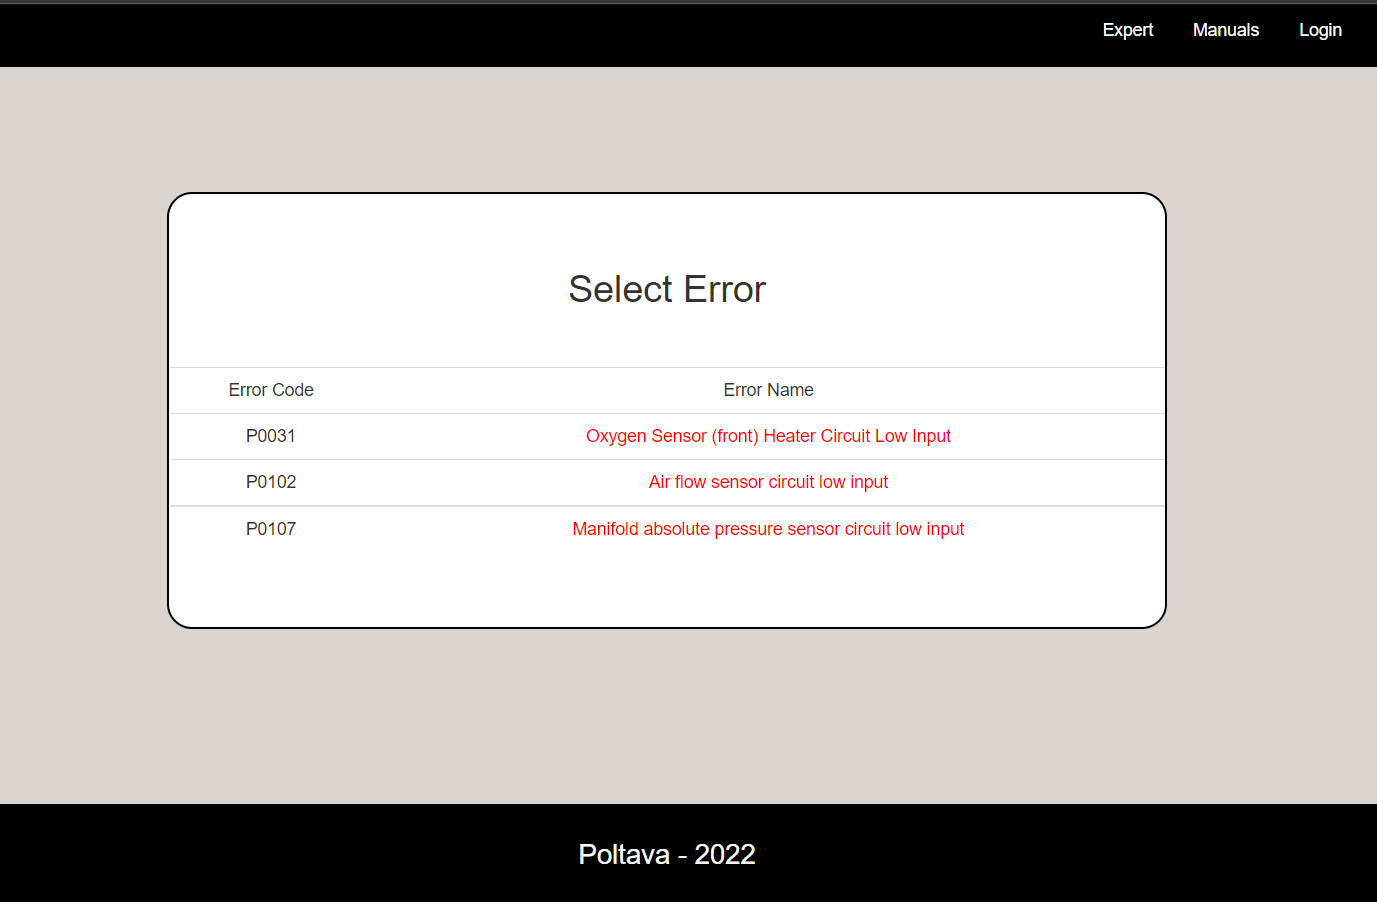 Expert Manuals Login
Select Error
Error Code Error Name
P0031 Oxygen Sensor (front) Heater Circuit Low Input
P0102 Air flow sensor circuit low input
P0107 Manifold absolute pressure sensor circuit low input
Poltava - 2022